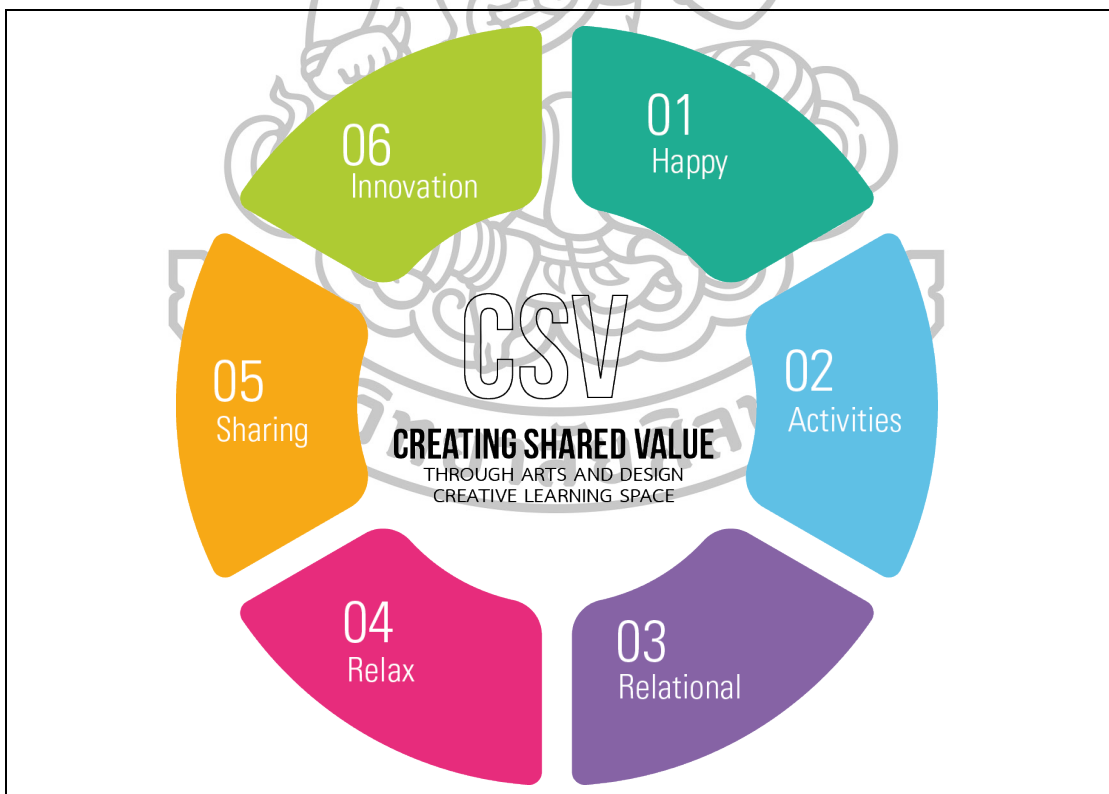 01
Happy
02
Activities
03
Relational
04
Relax
05
Sharing
06
Innovation
CSV
CREATING SHARED VALUE
THROUGH ARTS AND DESIGN
CREATIVE LEARNING SPACE